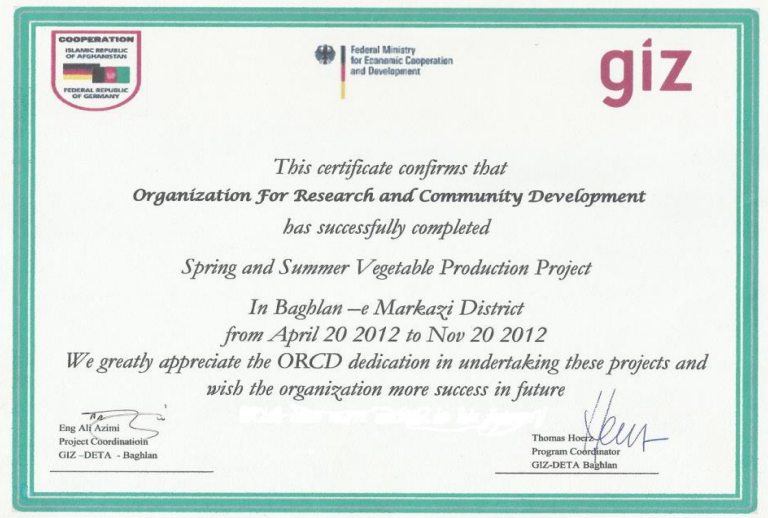 COOPERATION
ISLAMIC REPUBLIC
OF AFGHANISTAN
FEDERAL REPUBLIC
OF GERMANY
Federal Ministry
for Economic Cooperation
and Development
giz
This certificate confirms that
Organization For Research and Community Development
has successfully completed
Spring and Summer Vegetable Production Project
In Baghlan –e Markazi District
from April 20 2012 to Nov 20 2012
We greatly appreciate the ORCD dedication in undertaking these projects and
wish the organization more success in future
Eng Ali Azimi
Project Coordinatioin
GIZ –DETA - Baghlan
Thomas Hoerz
Program Coordinator
GIZ-DETA Baghlan